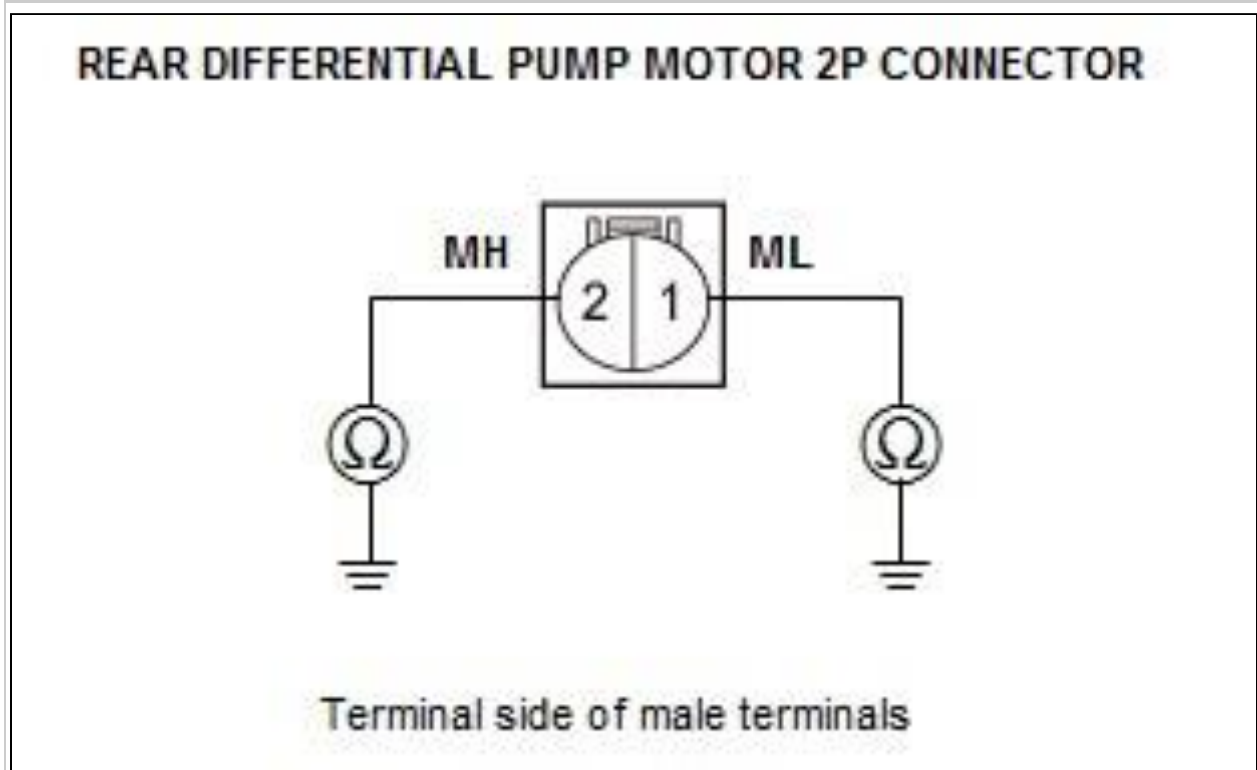 REAR DIFFERENTIAL PUMP MOTOR 2P CONNECTOR
MH ML
2 1
Ω Ω
Terminal side of male terminals